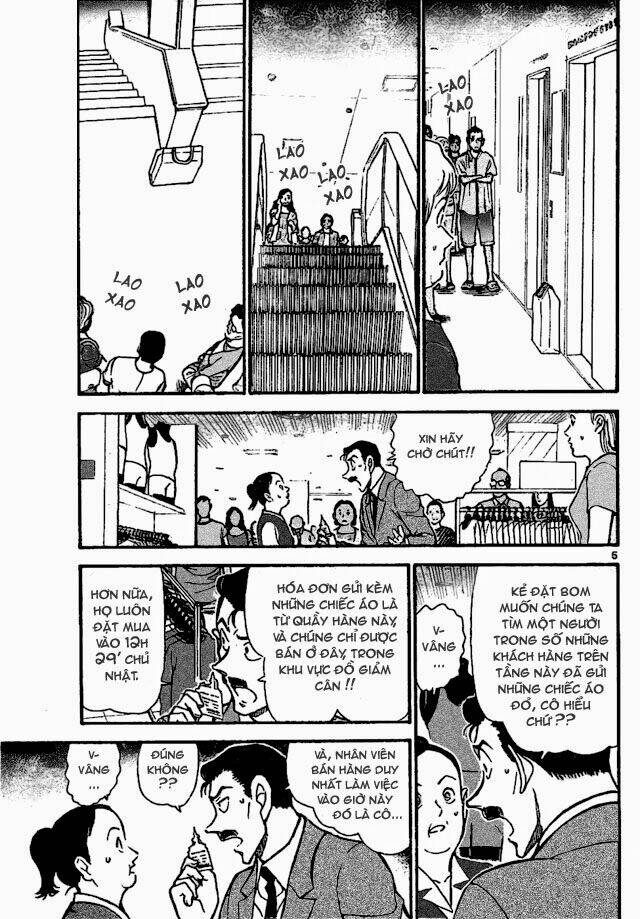 LAO
XAO
LAO
XAO
LAO
XAO
LAO
XAO
LAO
XAO
XIN HÃY
CHỜ CHÚT!!
5
KẺ ĐẶT BOM
MUỐN CHÚNG TA
TÌM MỘT NGƯỜI
TRONG SỐ NHỮNG
KHÁCH HÀNG TRÊN
TẦNG NÀY ĐÃ GỬI
NHỮNG CHIẾC ÁO
ĐỎ, CÔ HIỂU
CHỨ??
V-
VÂNG...
HÓA ĐƠN GỬI KÈM
NHỮNG CHIẾC ÁO LÀ
TỪ QUẦY HÀNG NÀY,
VÀ CHÚNG CHỈ ĐƯỢC
BÁN Ở ĐÂY, TRONG
KHU VỰC ĐỒ GIẢM
CÂN!!
HƠN NỮA,
HỌ LUÔN
ĐẶT MUA
VÀO 12H
29' CHỦ
NHẬT.
VÀ, NHÂN VIÊN
BÁN HÀNG DUY
NHẤT LÀM VIỆC
VÀO GIỜ NÀY
ĐÓ LÀ CÔ...
ĐÚNG
KHÔNG
??
V-
VÂNG
...